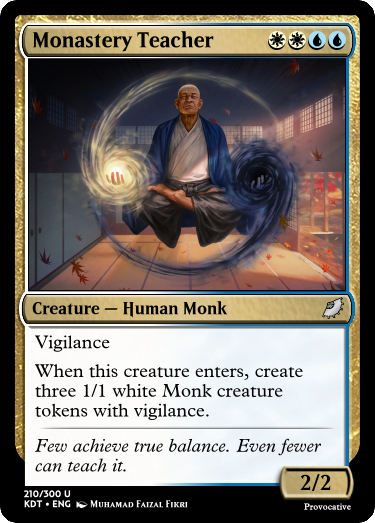 Monastery Teacher
Creature — Human Monk
Vigilance
When this creature enters, create
three 1/1 white Monk creature
tokens with vigilance.
Few achieve true balance. Even fewer
can teach it.
2/2
210/300 U
KDT • ENG Muhamad Faizal Fikri
Provocative